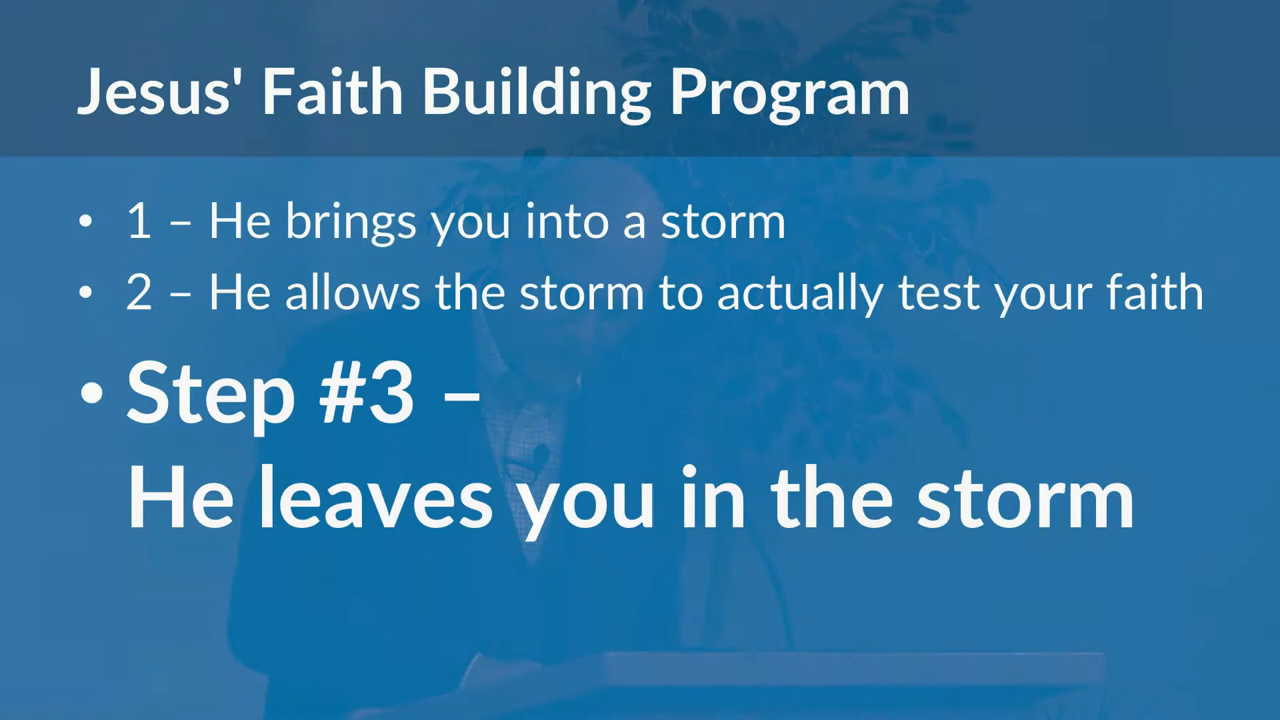 Jesus' Faith Building Program
• 1 – He brings you into a storm
• 2 – He allows the storm to actually test your faith
• Step #3 –
He leaves you in the storm